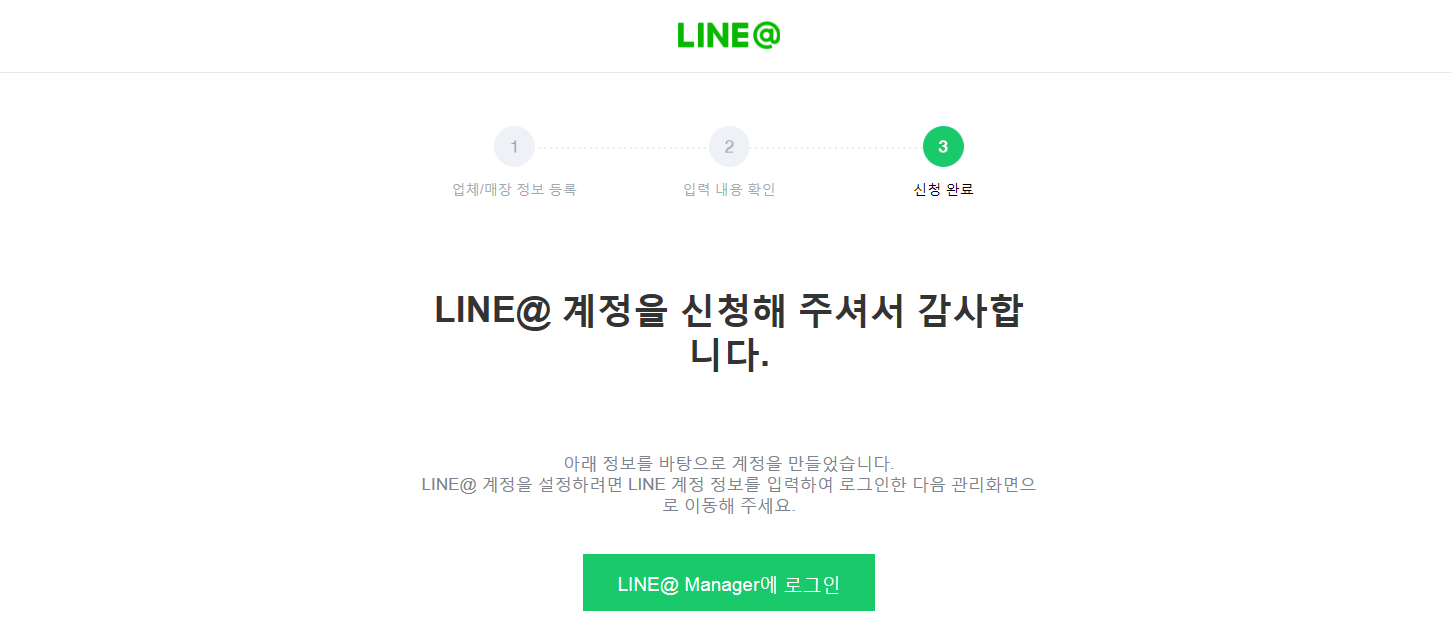 LINE@
1 2 3
업체/매장 정보 등록 입력 내용 확인 신청 완료
LINE@ 계정을 신청해 주셔서 감사합
니다.
아래 정보를 바탕으로 계정을 만들었습니다.
LINE@ 계정을 설정하려면 LINE 계정 정보를 입력하여 로그인한 다음 관리화면으
로 이동해 주세요.
LINE@ Manager에 로그인